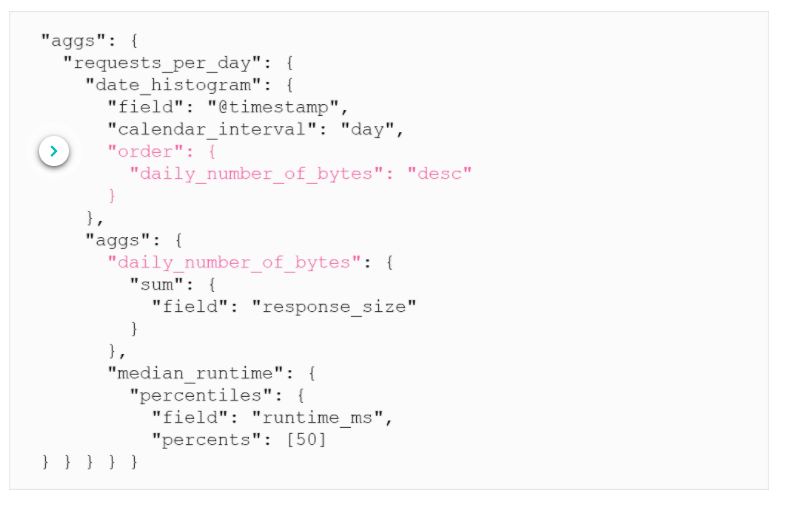 "aggs": {
"requests_per_day": {
"date_histogram": {
"field": "@timestamp",
"calendar_interval": "day",
"order": {
"daily_number_of_bytes": "desc"
}
},
"aggs": {
"daily_number_of_bytes": {
"sum": {
"field": "response_size"
}
},
"median_runtime": {
"percentiles": {
"field": "runtime_ms",
"percents": [50]
} } } } }